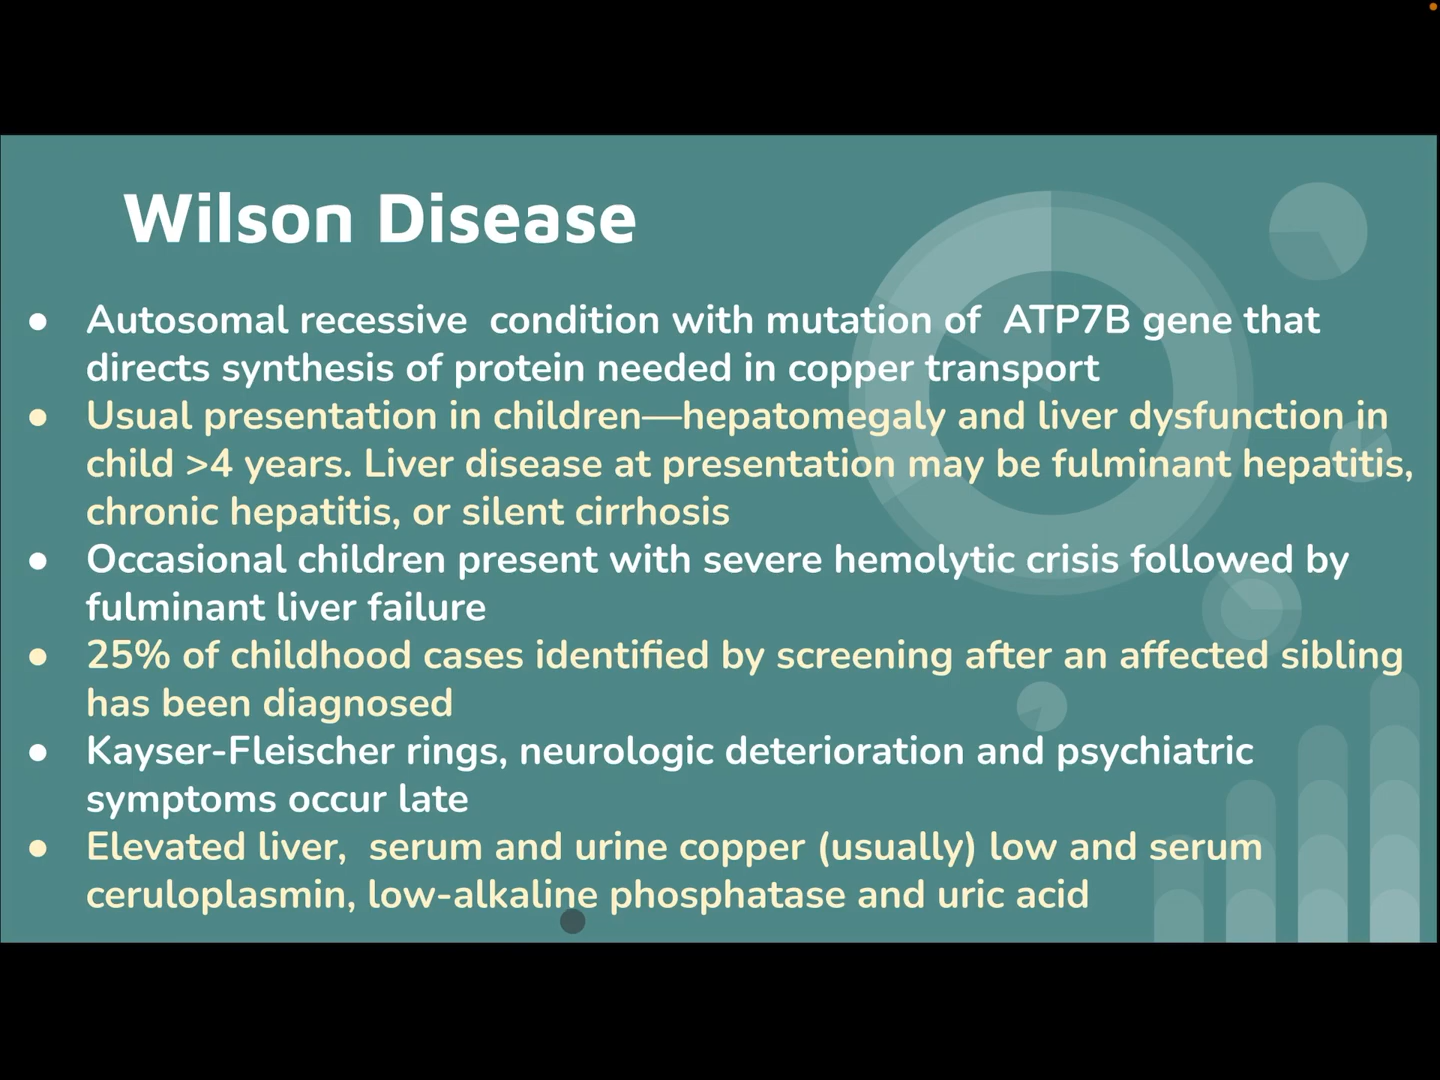 Wilson Disease
● Autosomal recessive  condition with mutation of  ATP7B gene that
directs synthesis of protein needed in copper transport
● Usual presentation in children—hepatomegaly and liver dysfunction in
child >4 years. Liver disease at presentation may be fulminant hepatitis,
chronic hepatitis, or silent cirrhosis
● Occasional children present with severe hemolytic crisis followed by
fulminant liver failure
● 25% of childhood cases identified by screening after an affected sibling
has been diagnosed
● Kayser-Fleischer rings, neurologic deterioration and psychiatric
symptoms occur late
● Elevated liver,  serum and urine copper (usually) low and serum
ceruloplasmin, low-alkaline phosphatase and uric acid